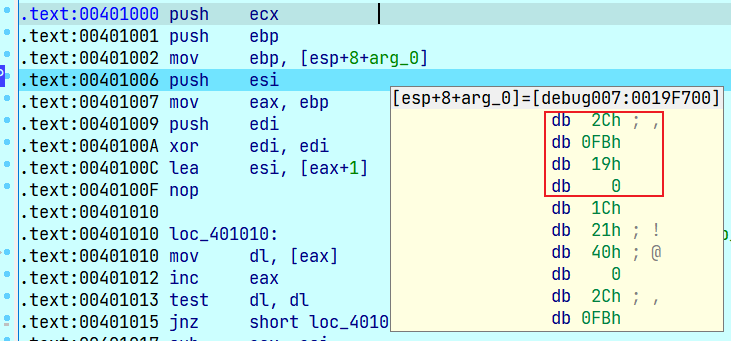 .text:00401000 push    ecx
.text:00401001 push    ebp
.text:00401002 mov     ebp, [esp+8+arg_0]
.text:00401006 push    esi
.text:00401007 mov     eax, ebp
.text:00401009 push    edi
.text:0040100A xor     edi, edi
.text:0040100C lea     esi, [eax+1]
.text:0040100F nop
.text:00401010
.text:00401010 loc_401010:
.text:00401010 mov     dl, [eax]
.text:00401012 inc     eax
.text:00401013 test    dl, dl
.text:00401015 jnz     short loc_4010
[esp+8+arg_0]=[debug007:0019F700]
db  2Ch ; ,
db 0FBh
db  19h
db    0
db  1Ch
db  21h ; !
db  40h ; @
db    0
db  2Ch ; ,
db 0FBh